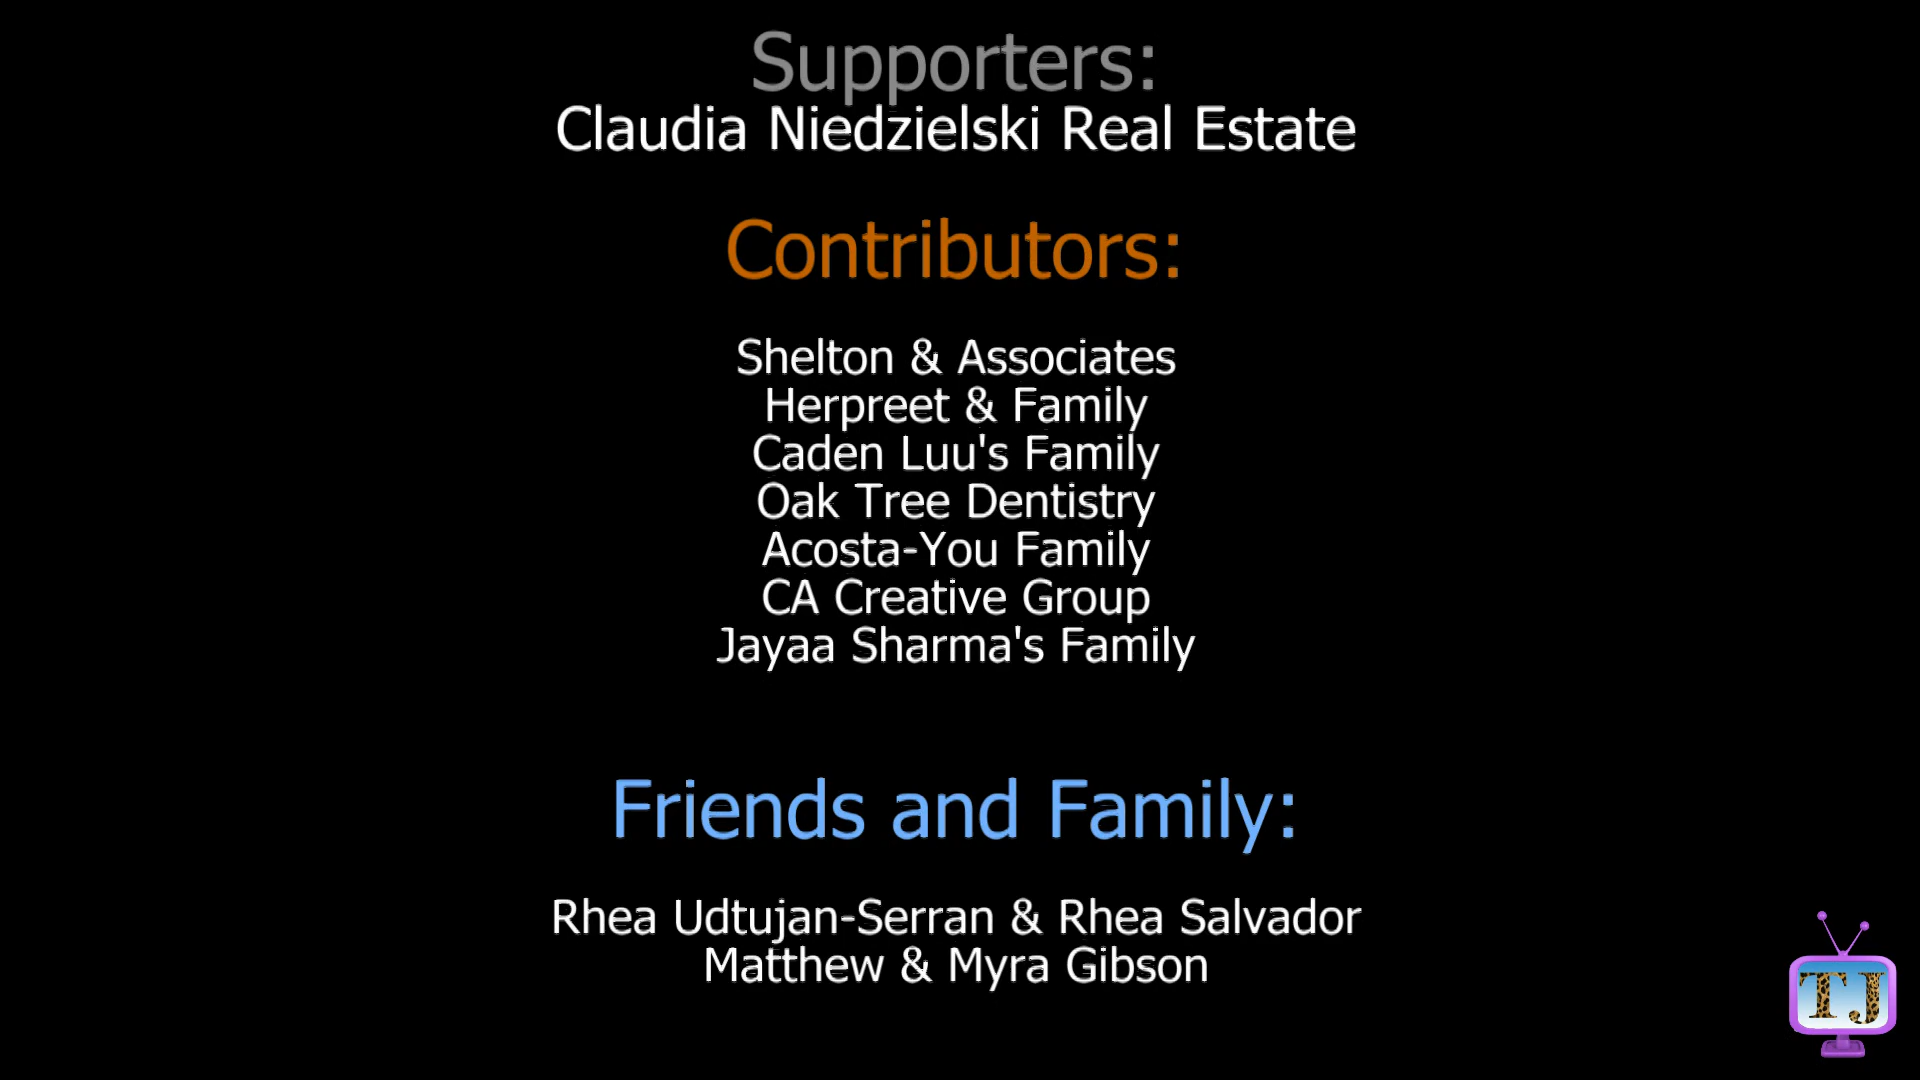 Supporters:
Claudia Niedzielski Real Estate
Contributors:
Shelton & Associates
Herpreet & Family
Caden Luu's Family
Oak Tree Dentistry
Acosta-You Family
CA Creative Group
Jayaa Sharma's Family
Friends and Family:
Rhea Udtujan-Serran & Rhea Salvador
Matthew & Myra Gibson
TJ